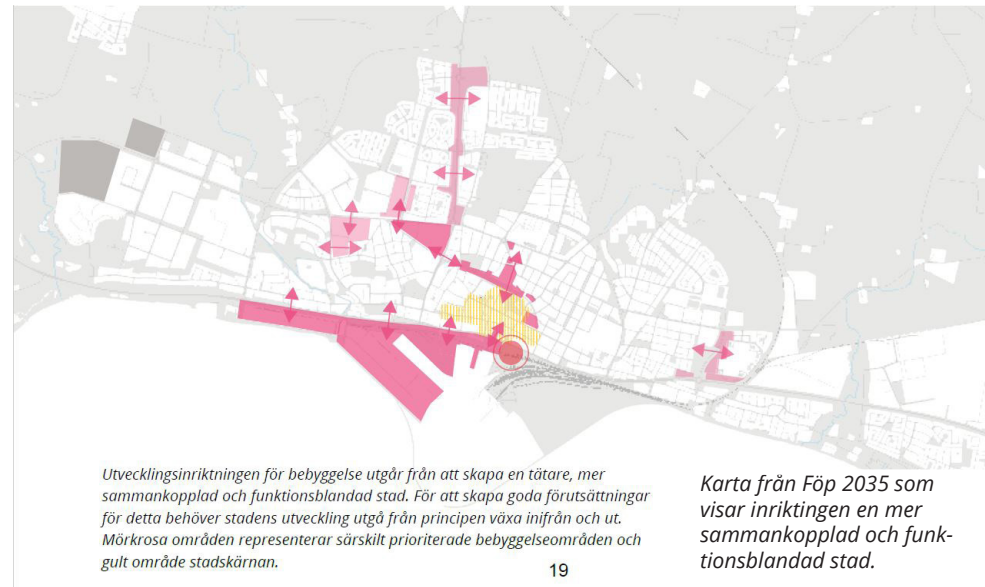 Utvecklingsinriktningen för bebyggelse utgår från att skapa en tätare, mer
sammankopplad och funktionsblandad stad. För att skapa goda förutsättningar
för detta behöver stadens utveckling utgå från principen växa inifrån och ut.
Mörkrosa områden representerar särskilt prioriterade bebyggelseområden och
gult område stadskärnan.
19
Karta från Föp 2035 som
visar inriktingen en mer
sammankopplad och funk-
tionsblandad stad.